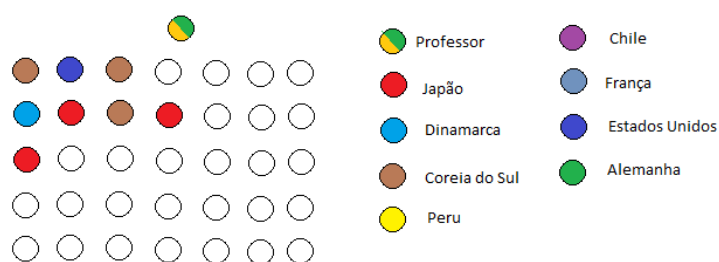 Professor
Japão
Dinamarca
Coreia do Sul
Peru
Chile
França
Estados Unidos
Alemanha